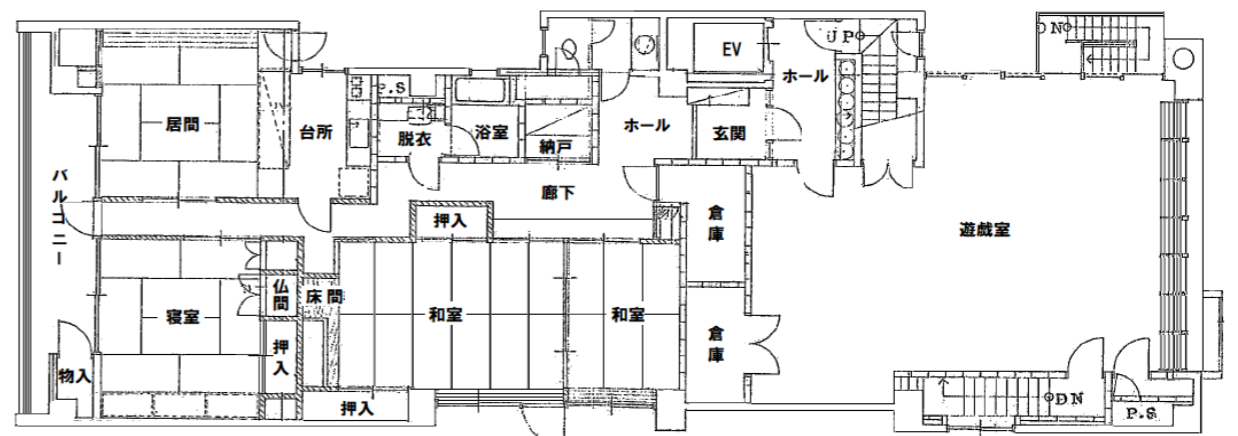 DN
UP
EV
ホール
P.S
居間
台所
脱衣
浴室
納戸
ホール
玄関
バルコニー
廊下
押入
倉庫
遊戯室
仏間
床間
寝室
和室
和室
押入
倉庫
物入
押入
DN
P.S